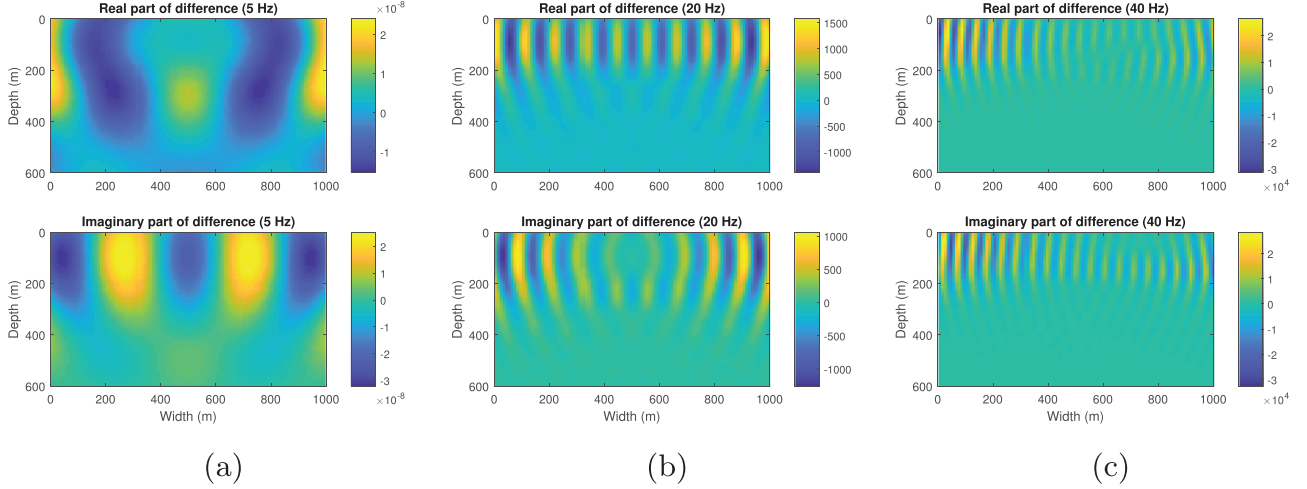 Real part of difference (5 Hz)
×10⁻⁸
0
200
400
600
Depth (m)
0 200 400 600 800 1000
2
1
0
-1
Imaginary part of difference (5 Hz)
0
200
400
600
Depth (m)
0 200 400 600 800 1000
Width (m)
2
1
0
-1
-2
-3
×10⁻⁸
(a)
Real part of difference (20 Hz)
0
200
400
600
Depth (m)
0 200 400 600 800 1000
1500
1000
500
0
-500
-1000
Imaginary part of difference (20 Hz)
0
200
400
600
Depth (m)
0 200 400 600 800 1000
Width (m)
1000
500
0
-500
-1000
(b)
Real part of difference (40 Hz)
0
200
400
600
Depth (m)
0 200 400 600 800 1000
2
1
0
-1
-2
-3
×10⁴
Imaginary part of difference (40 Hz)
0
200
400
600
Depth (m)
0 200 400 600 800 1000
Width (m)
2
1
0
-1
-2
-3
×10⁴
(c)